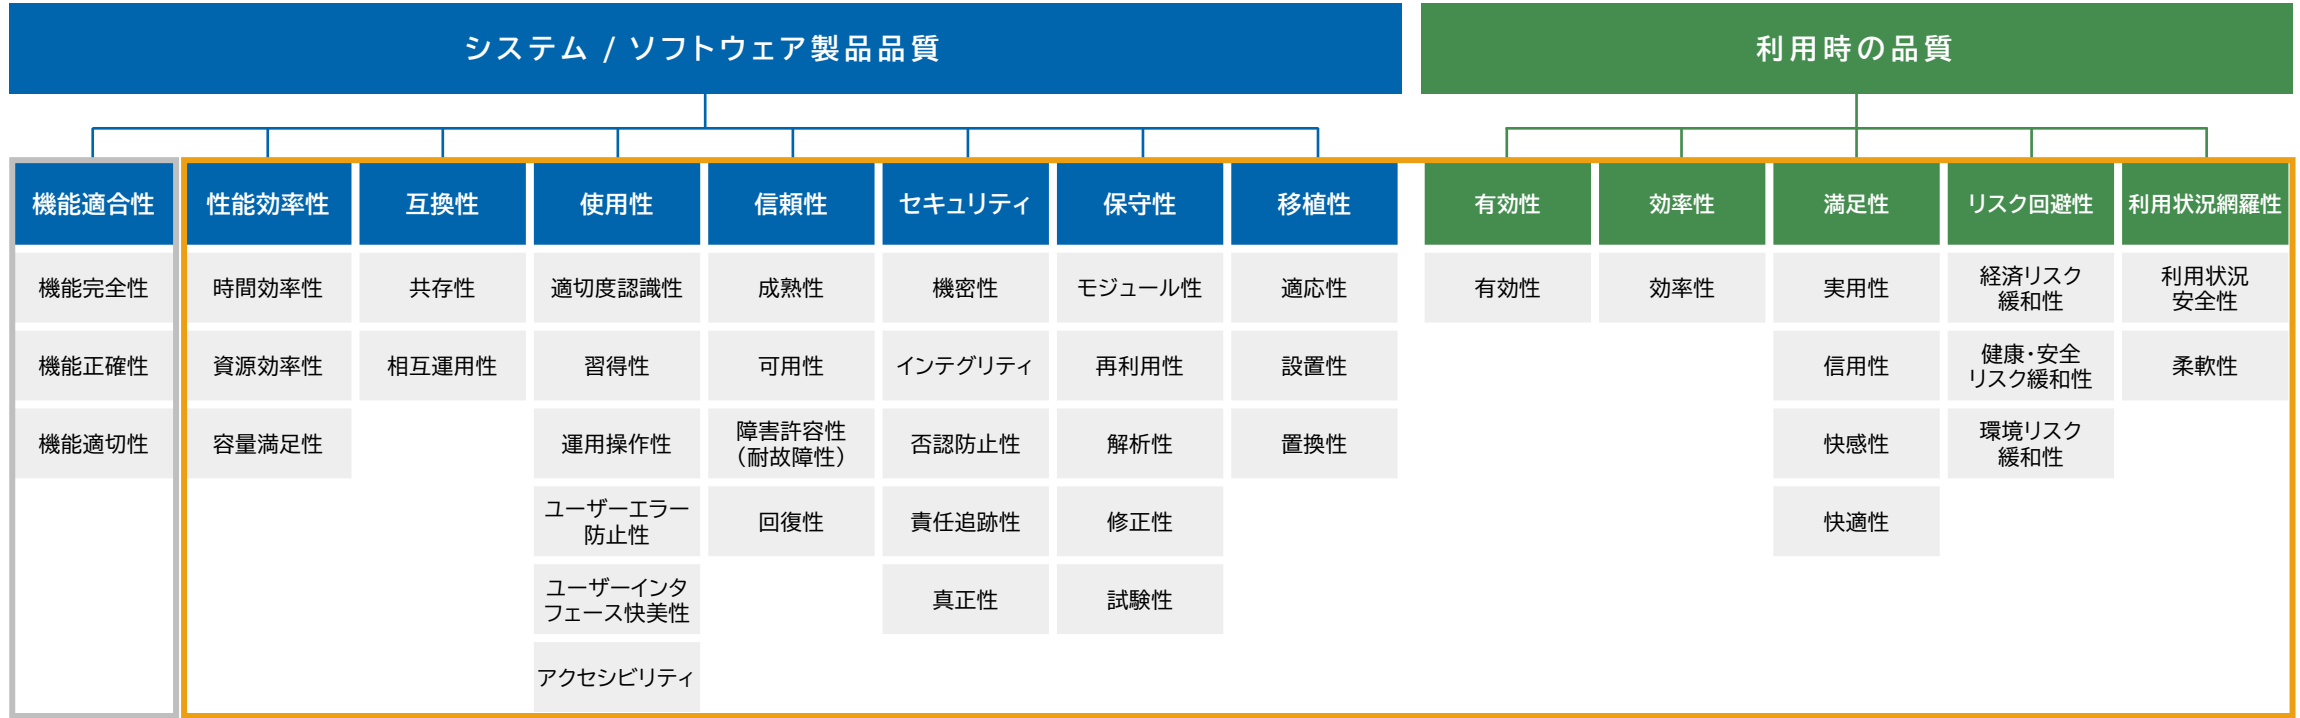 システム / ソフトウェア製品品質
利用時の品質
機能適合性
機能完全性
機能正確性
機能適切性
性能効率性
時間効率性
資源効率性
容量満足性
互換性
共存性
相互運用性
使用性
適切度認識性
習得性
運用操作性
ユーザーエラー
防止性
ユーザーインタ
フェース快美性
アクセシビリティ
信頼性
成熟性
可用性
障害許容性
（耐故障性）
回復性
セキュリティ
機密性
インテグリティ
否認防止性
責任追跡性
真正性
保守性
モジュール性
再利用性
解析性
修正性
試験性
移植性
適応性
設置性
置換性
有効性
有効性
効率性
効率性
満足性
実用性
信用性
快感性
快適性
リスク回避性
経済リスク
緩和性
健康・安全
リスク緩和性
環境リスク
緩和性
利用状況網羅性
利用状況
安全性
柔軟性